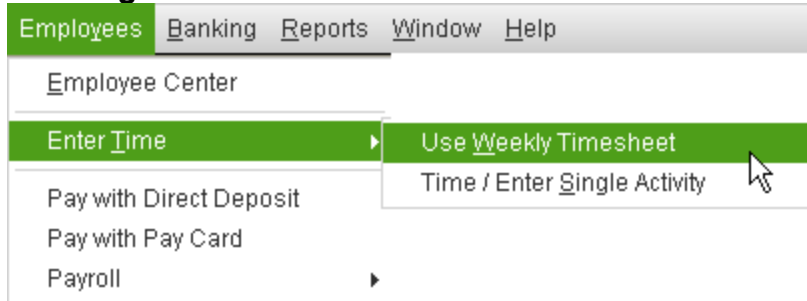 Employees Banking Reports Window Help
Employee Center
Enter Time
Use Weekly Timesheet
Time / Enter Single Activity
Pay with Direct Deposit
Pay with Pay Card
Payroll